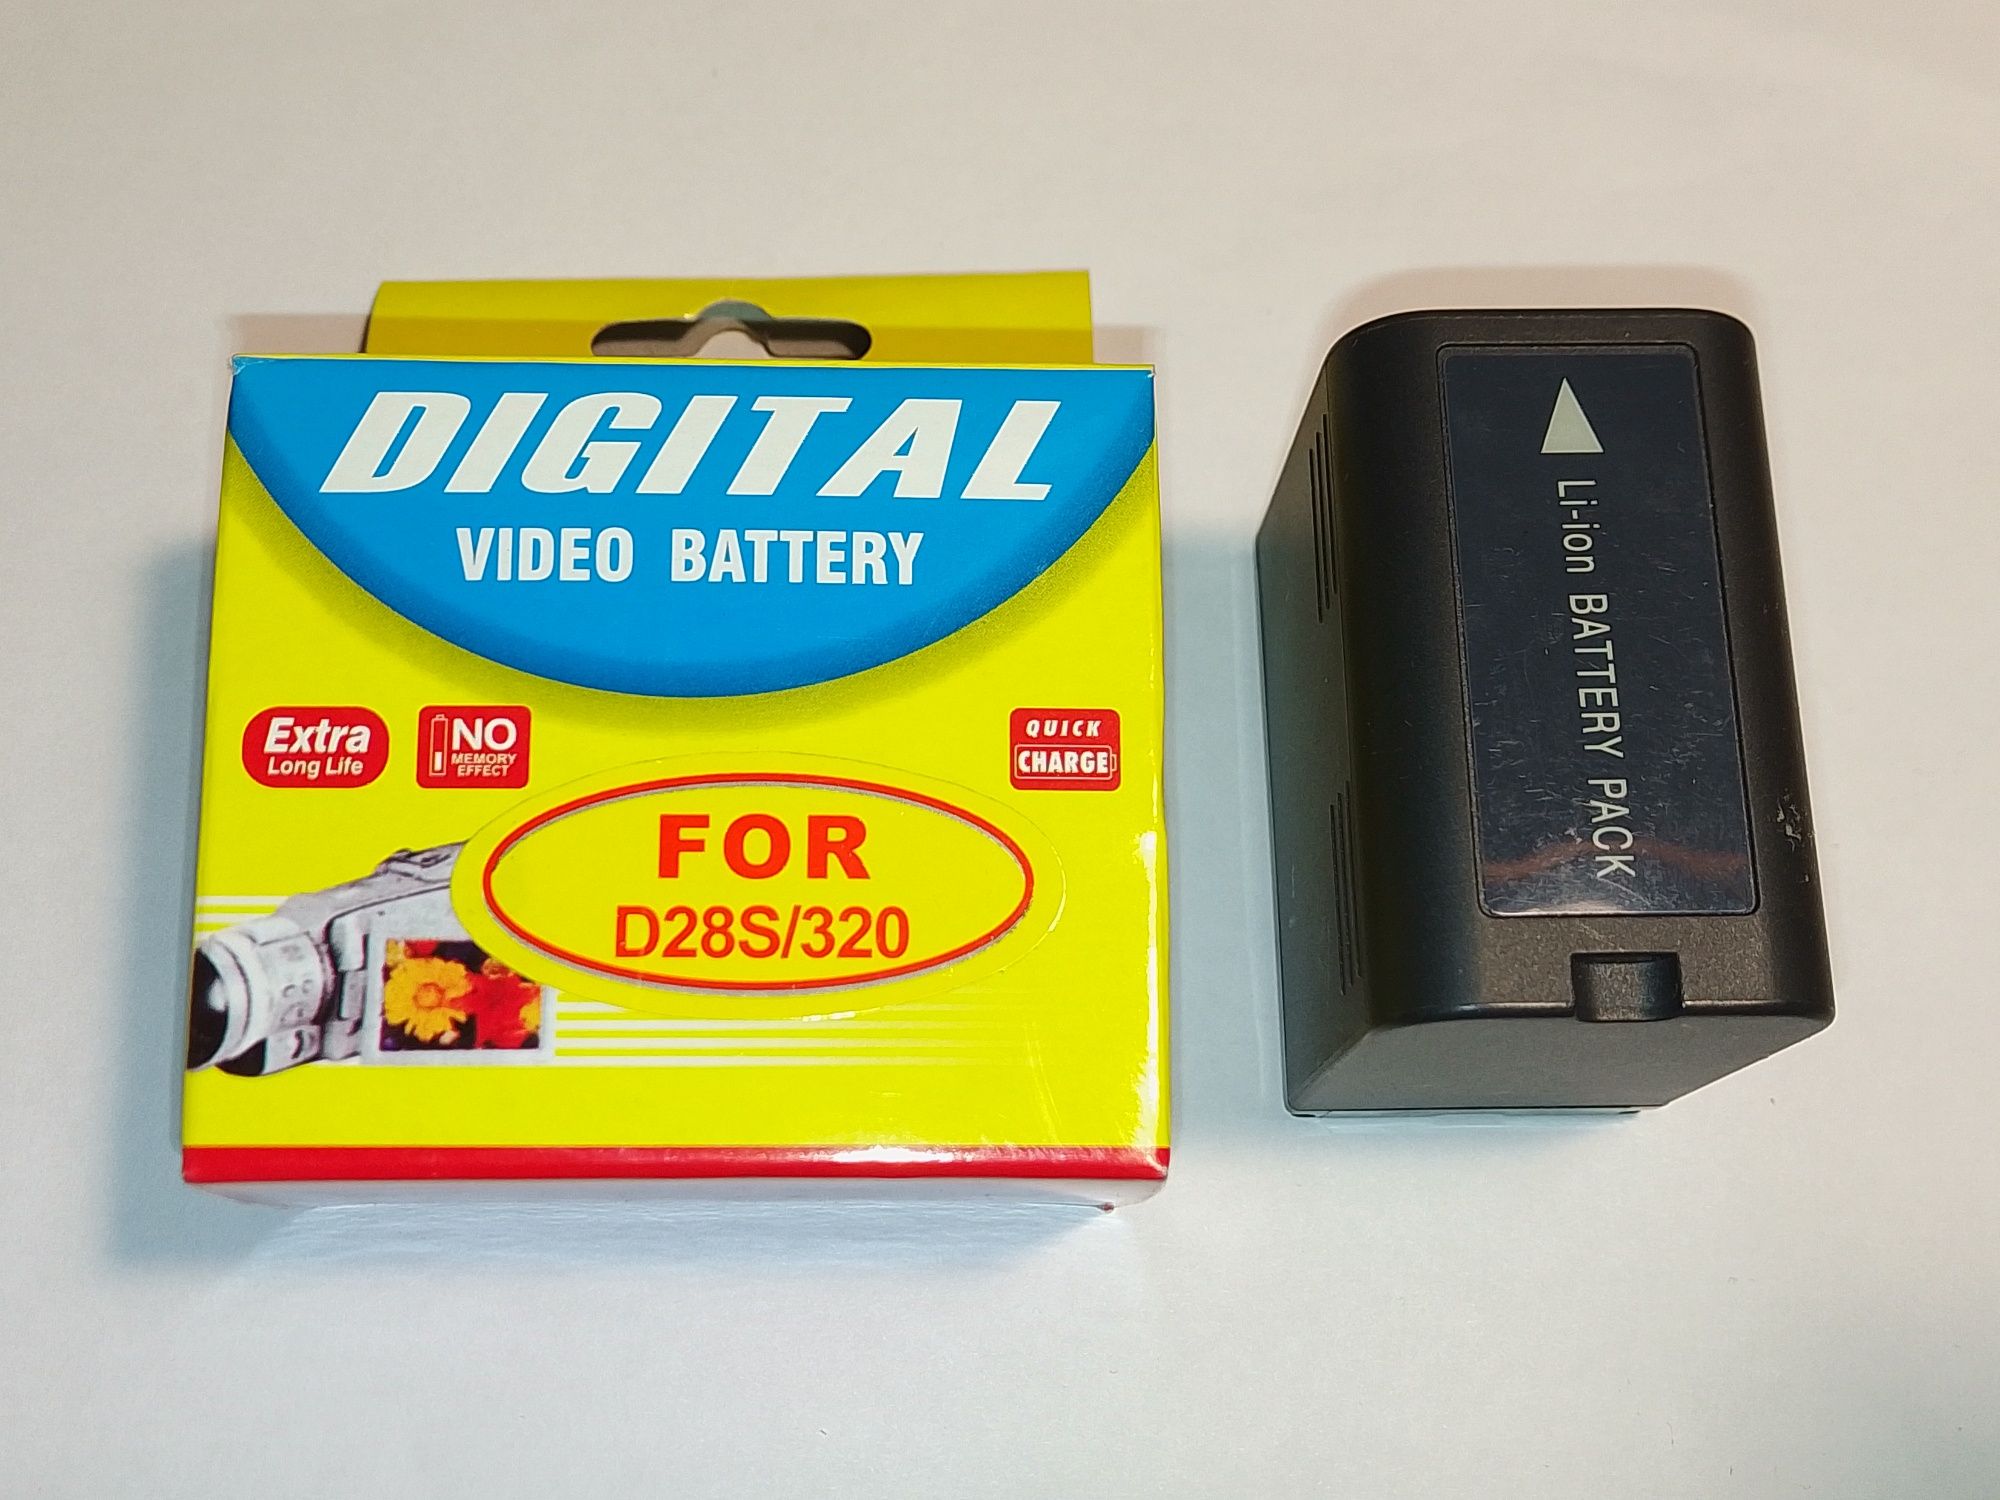 DIGITAL
VIDEO BATTERY
Extra
Long Life
NO
MEMORY
EFFECT
QUICK
CHARGE
FOR
D28S/320
Li-ion BATTERY PACK